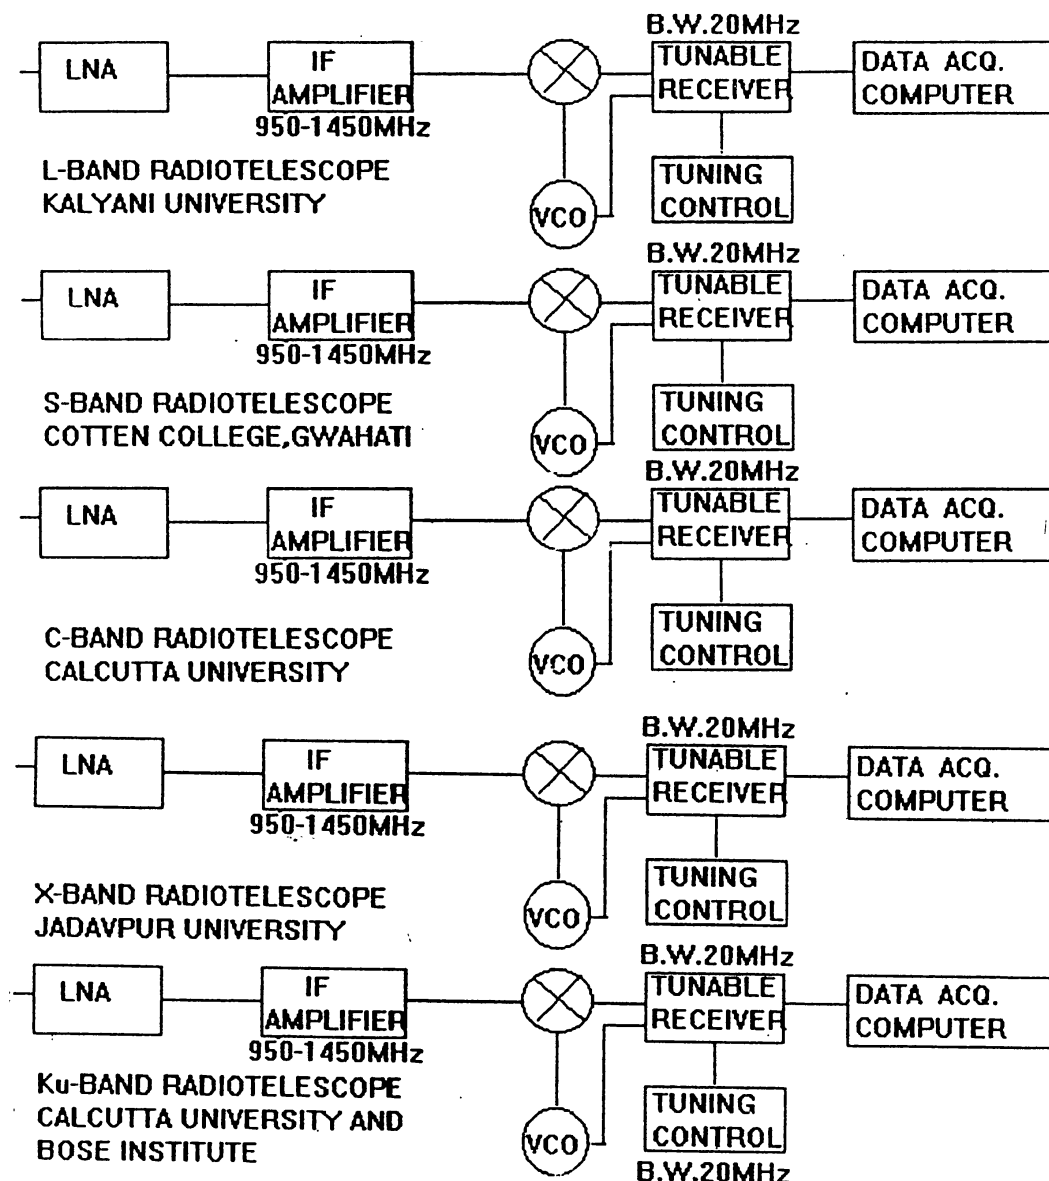 B.W.20MHz
LNA
IF
AMPLIFIER
950-1450MHz
TUNABLE
RECEIVER
DATA ACQ.
COMPUTER
L-BAND RADIOTELESCOPE
KALYANI UNIVERSITY
VCO
TUNING
CONTROL
B.W.20MHz
LNA
IF
AMPLIFIER
950-1450MHz
TUNABLE
RECEIVER
DATA ACQ.
COMPUTER
S-BAND RADIOTELESCOPE
COTTEN COLLEGE,GWAHATI
VCO
TUNING
CONTROL
B.W.20MHz
LNA
IF
AMPLIFIER
950-1450MHz
TUNABLE
RECEIVER
DATA ACQ.
COMPUTER
C-BAND RADIOTELESCOPE
CALCUTTA UNIVERSITY
VCO
TUNING
CONTROL
B.W.20MHz
LNA
IF
AMPLIFIER
950-1450MHz
TUNABLE
RECEIVER
DATA ACQ.
COMPUTER
X-BAND RADIOTELESCOPE
JADAVPUR UNIVERSITY
VCO
TUNING
CONTROL
B.W.20MHz
LNA
IF
AMPLIFIER
950-1450MHz
TUNABLE
RECEIVER
DATA ACQ.
COMPUTER
Ku-BAND RADIOTELESCOPE
CALCUTTA UNIVERSITY AND
BOSE INSTITUTE
VCO
TUNING
CONTROL
B.W.20MHz